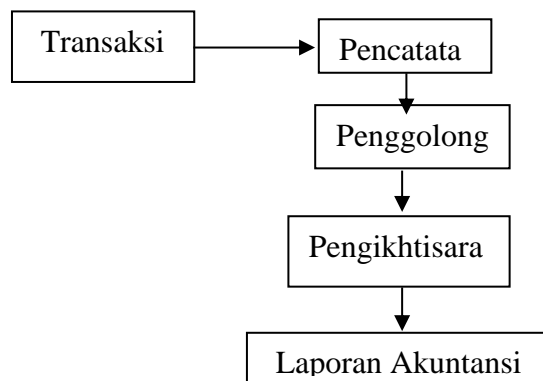 Transaksi
Pencatata
Penggolong
Pengikhtisara
Laporan Akuntansi